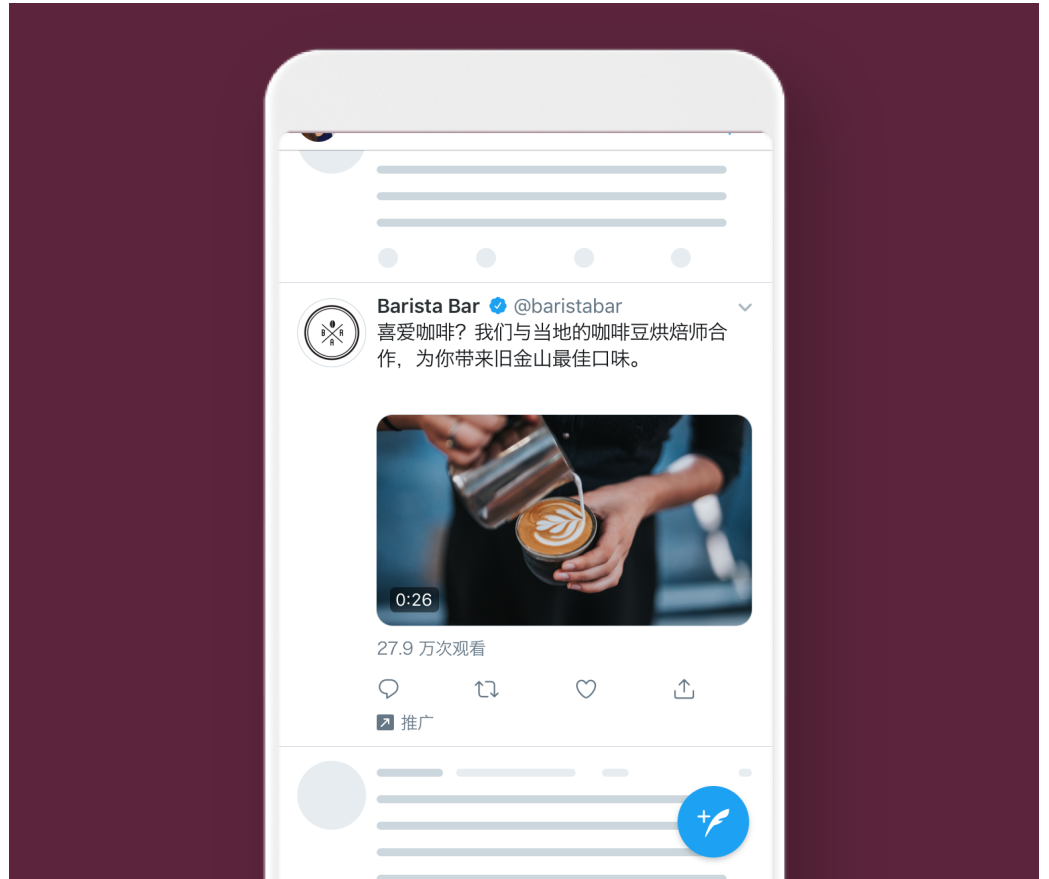 Barista Bar @baristabar
喜爱咖啡？我们与当地的咖啡豆烘焙师合
作，为你带来旧金山最佳口味。
B A R
A
0:26
27.9 万次观看
推广